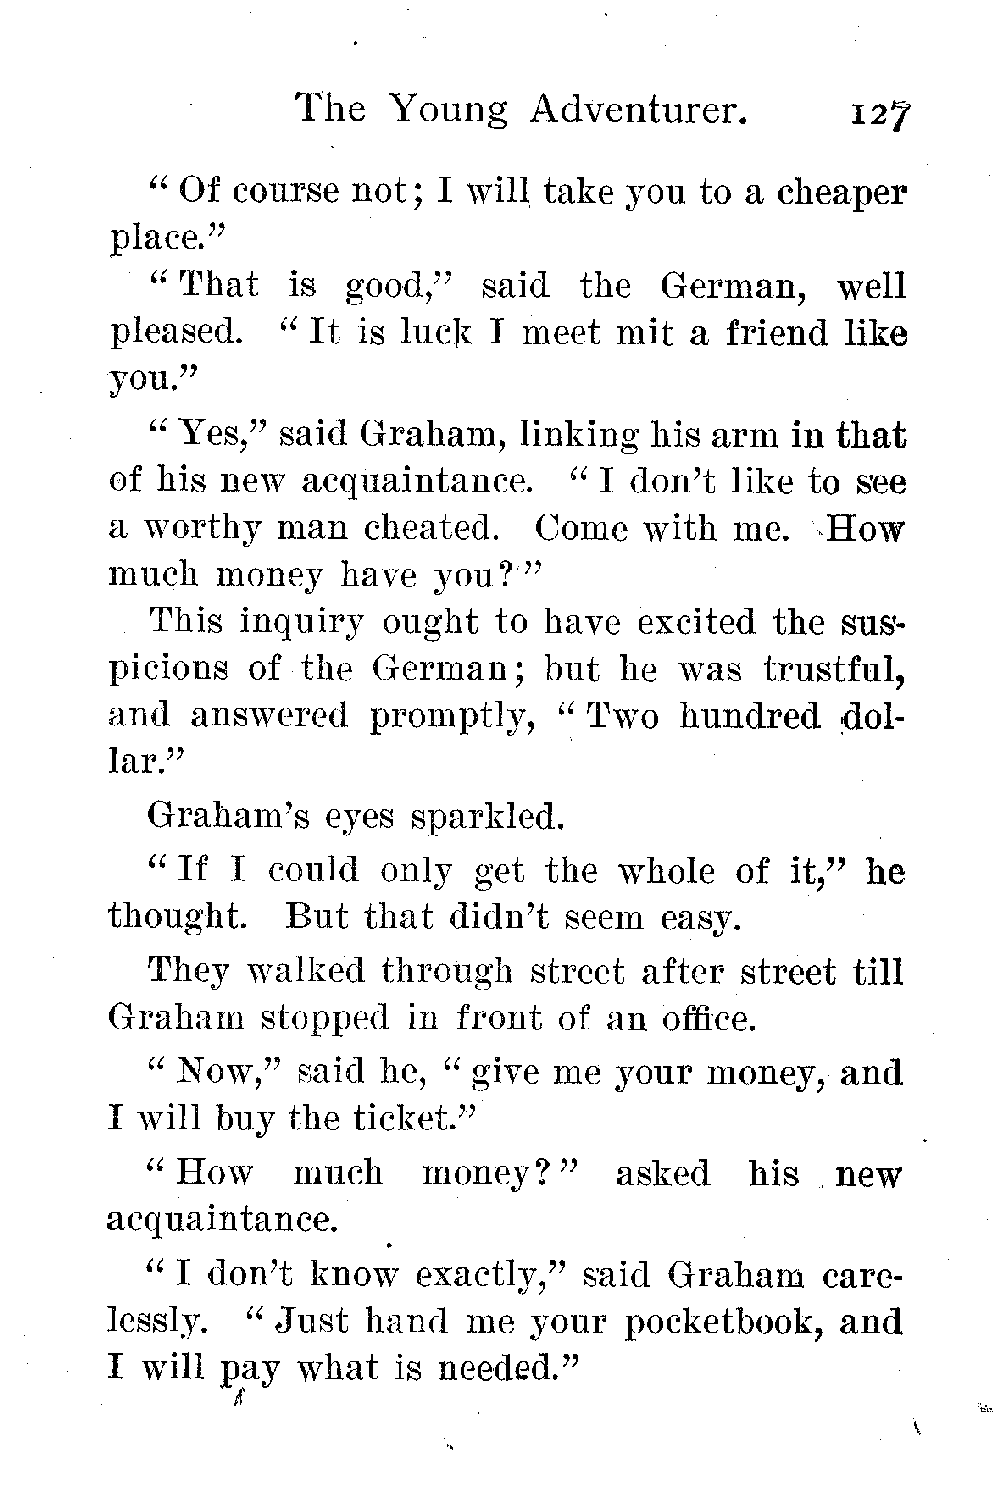 The Young Adventurer. 127
“ Of course not; I will take you to a cheaper
place.”
“ That is good,” said the German, well
pleased. “ It is luck I meet mit a friend like
you.”
“ Yes,” said Graham, linking his arm in that
of his new acquaintance. “ I don’t like to see
a worthy man cheated. Come with me. How
much money have you?”
This inquiry ought to have excited the sus-
picions of the German; but he was trustful,
and answered promptly, “ Two hundred dol-
lar.”
Graham’s eyes sparkled.
“ If I could only get the whole of it,” he
thought. But that didn’t seem easy.
They walked through street after street till
Graham stopped in front of an office.
“ Now,” said he, “ give me your money, and
I will buy the ticket.”
“ How much money? ” asked his new
acquaintance.
“ I don’t know exactly,” said Graham care-
lessly. “ Just hand me your pocketbook, and
I will pay what is needed.”